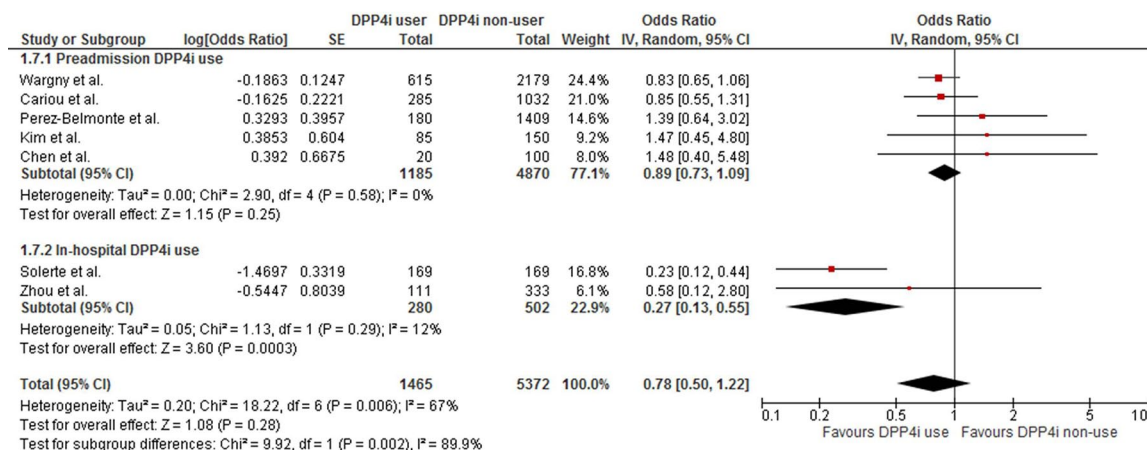 DPP4i user DPP4i non-user Odds Ratio Odds Ratio
Study or Subgroup log[Odds Ratio] SE Total Total Weight IV, Random, 95% CI IV, Random, 95% CI
1.7.1 Preadmission DPP4i use
Wargny et al. -0.1863 0.1247 615 2179 24.4% 0.83 [0.65, 1.06]
Cariou et al. -0.1625 0.2221 285 1032 21.0% 0.85 [0.55, 1.31]
Perez-Belmonte et al. 0.3293 0.3957 180 1409 14.6% 1.39 [0.64, 3.02]
Kim et al. 0.3853 0.604 85 150 9.2% 1.47 [0.45, 4.80]
Chen et al. 0.392 0.6675 20 100 8.0% 1.48 [0.40, 5.48]
Subtotal (95% CI) 1185 4870 77.1% 0.89 [0.73, 1.09]
Heterogeneity: Tau² = 0.00; Chi² = 2.90, df = 4 (P = 0.58); I² = 0%
Test for overall effect: Z = 1.15 (P = 0.25)
1.7.2 In-hospital DPP4i use
Solerte et al. -1.4697 0.3319 169 169 16.8% 0.23 [0.12, 0.44]
Zhou et al. -0.5447 0.8039 111 333 6.1% 0.58 [0.12, 2.80]
Subtotal (95% CI) 280 502 22.9% 0.27 [0.13, 0.55]
Heterogeneity: Tau² = 0.05; Chi² = 1.13, df = 1 (P = 0.29); I² = 12%
Test for overall effect: Z = 3.60 (P = 0.0003)
Total (95% CI) 1465 5372 100.0% 0.78 [0.50, 1.22]
Heterogeneity: Tau² = 0.20; Chi² = 18.22, df = 6 (P = 0.006); I² = 67%
Test for overall effect: Z = 1.08 (P = 0.28)
Test for subgroup differences: Chi² = 9.92, df = 1 (P = 0.002), I² = 89.9%
0.1 0.2 0.5 1 2 5 10
Favours DPP4i use Favours DPP4i non-use